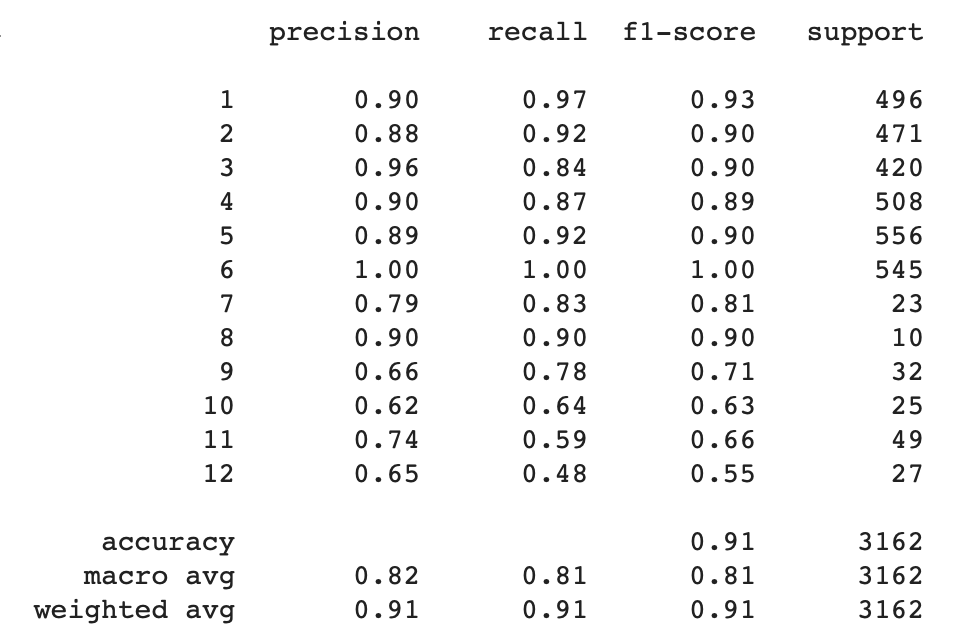 precision recall f1-score support
1 0.90 0.97 0.93 496
2 0.88 0.92 0.90 471
3 0.96 0.84 0.90 420
4 0.90 0.87 0.89 508
5 0.89 0.92 0.90 556
6 1.00 1.00 1.00 545
7 0.79 0.83 0.81 23
8 0.90 0.90 0.90 10
9 0.66 0.78 0.71 32
10 0.62 0.64 0.63 25
11 0.74 0.59 0.66 49
12 0.65 0.48 0.55 27
accuracy 0.91 3162
macro avg 0.82 0.81 0.81 3162
weighted avg 0.91 0.91 0.91 3162